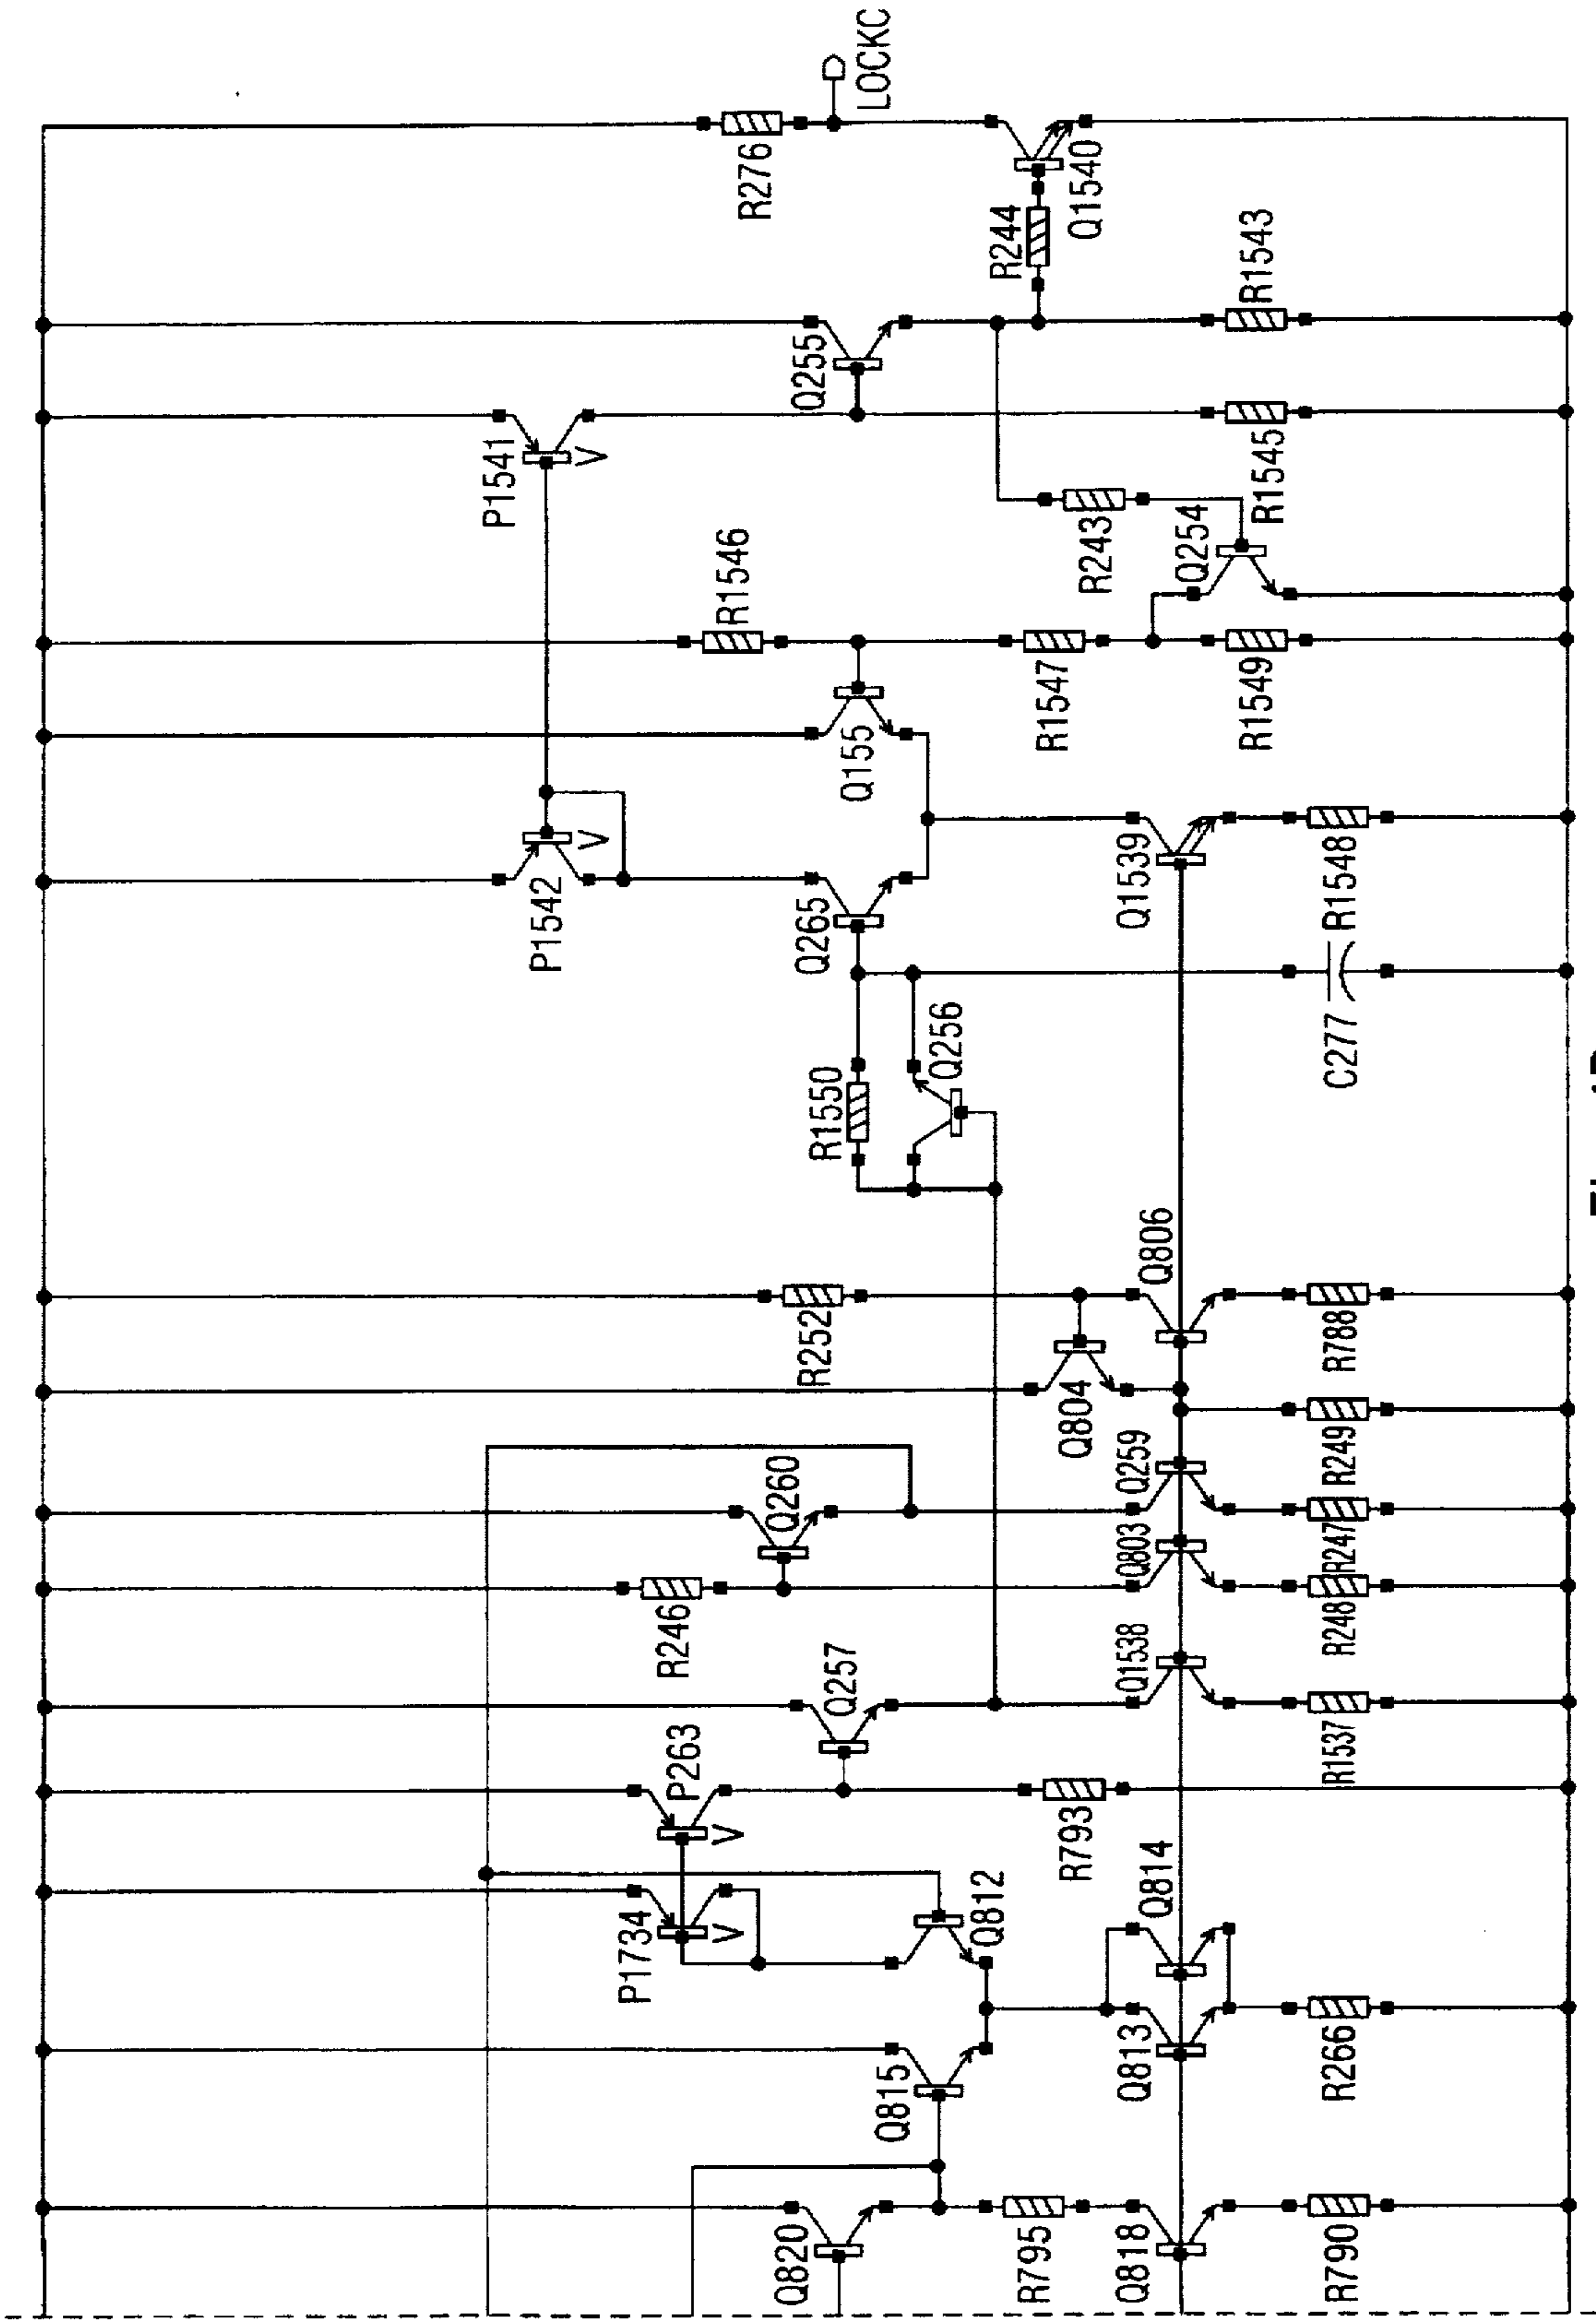 LOCKC
R276
Q1540
R244
R1543
Q255
P1541
R1545
R243
Q254
R1546
Q155
R1547
R1549
P1542
Q265
Q1539
R1548
C277
Q256
R1550
Q806
R252
R788
Q804
R249
Q259
Q260
R247
Q803
R246
R248
Q1538
Q257
R1537
P263
R793
Q814
Q812
P1734
Q813
R266
Q815
Q820
R795
Q818
R790
V
V
V
V